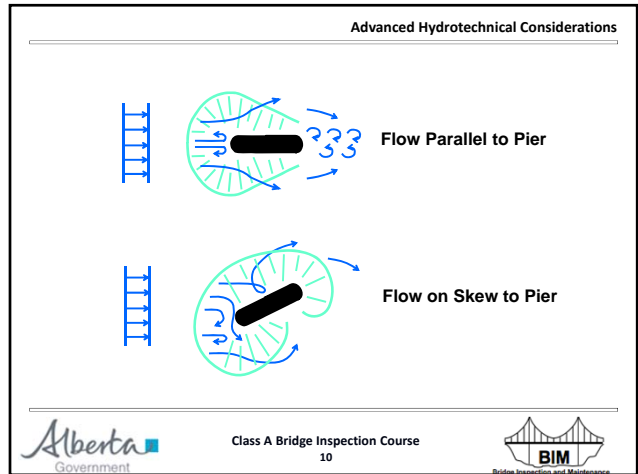 Advanced Hydrotechnical Considerations
Flow Parallel to Pier
Flow on Skew to Pier
Alberta
Government
Class A Bridge Inspection Course
10
BIM
Bridge Inspection and Maintenance